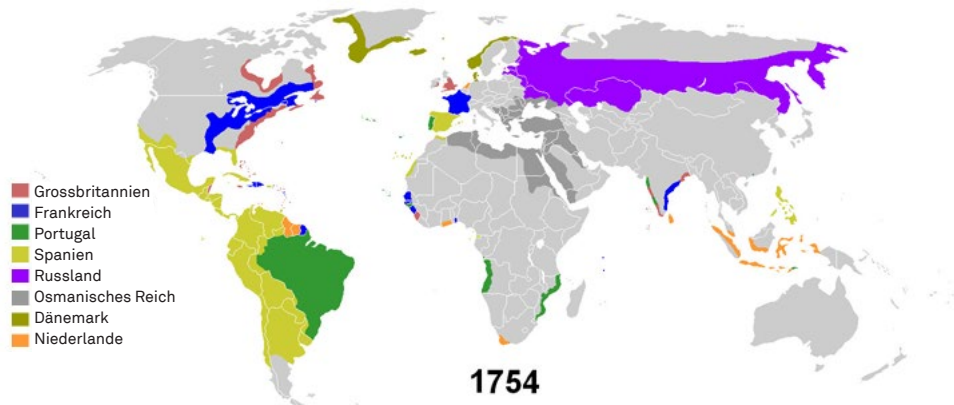 Grossbritannien
Frankreich
Portugal
Spanien
Russland
Osmanisches Reich
Dänemark
Niederlande
1754